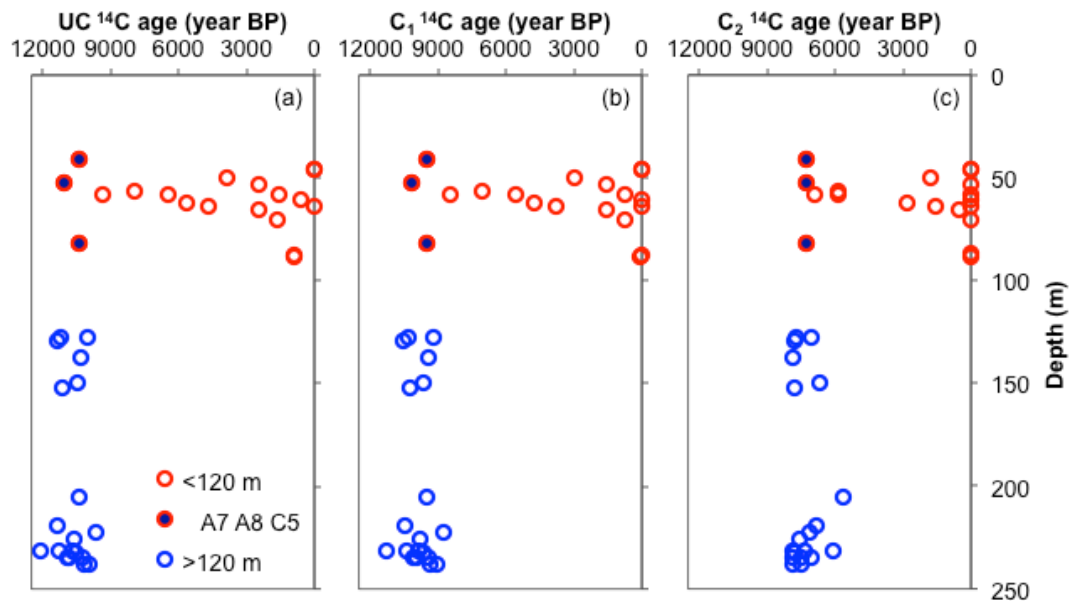 UC ¹⁴C age (year BP)
C₁ ¹⁴C age (year BP)
C₂ ¹⁴C age (year BP)
12000 9000 6000 3000 0
12000 9000 6000 3000 0
12000 9000 6000 3000 0
(a)
(b)
(c)
0
50
100
150
200
250
Depth (m)
<120 m
A7 A8 C5
>120 m